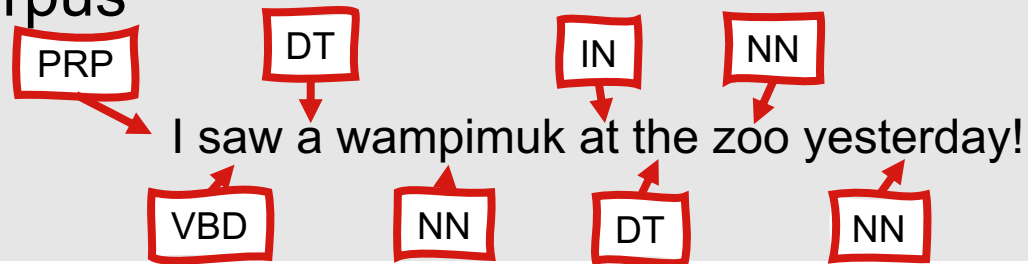 PRP DT IN NN
I saw a wampimuk at the zoo yesterday!
VBD NN DT NN